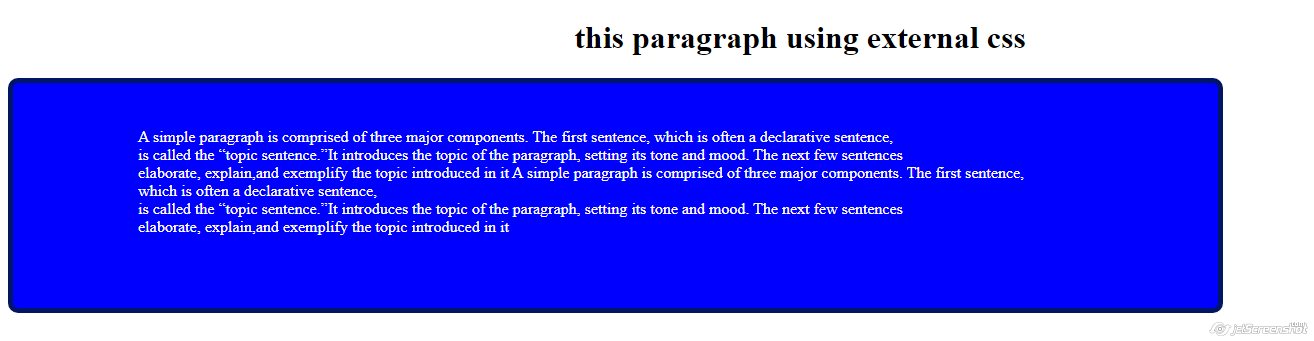 this paragraph using external css
A simple paragraph is comprised of three major components. The first sentence, which is often a declarative sentence,
is called the “topic sentence.”It introduces the topic of the paragraph, setting its tone and mood. The next few sentences
elaborate, explain,and exemplify the topic introduced in it A simple paragraph is comprised of three major components. The first sentence,
which is often a declarative sentence,
is called the “topic sentence.”It introduces the topic of the paragraph, setting its tone and mood. The next few sentences
elaborate, explain,and exemplify the topic introduced in it
jetScreenshot